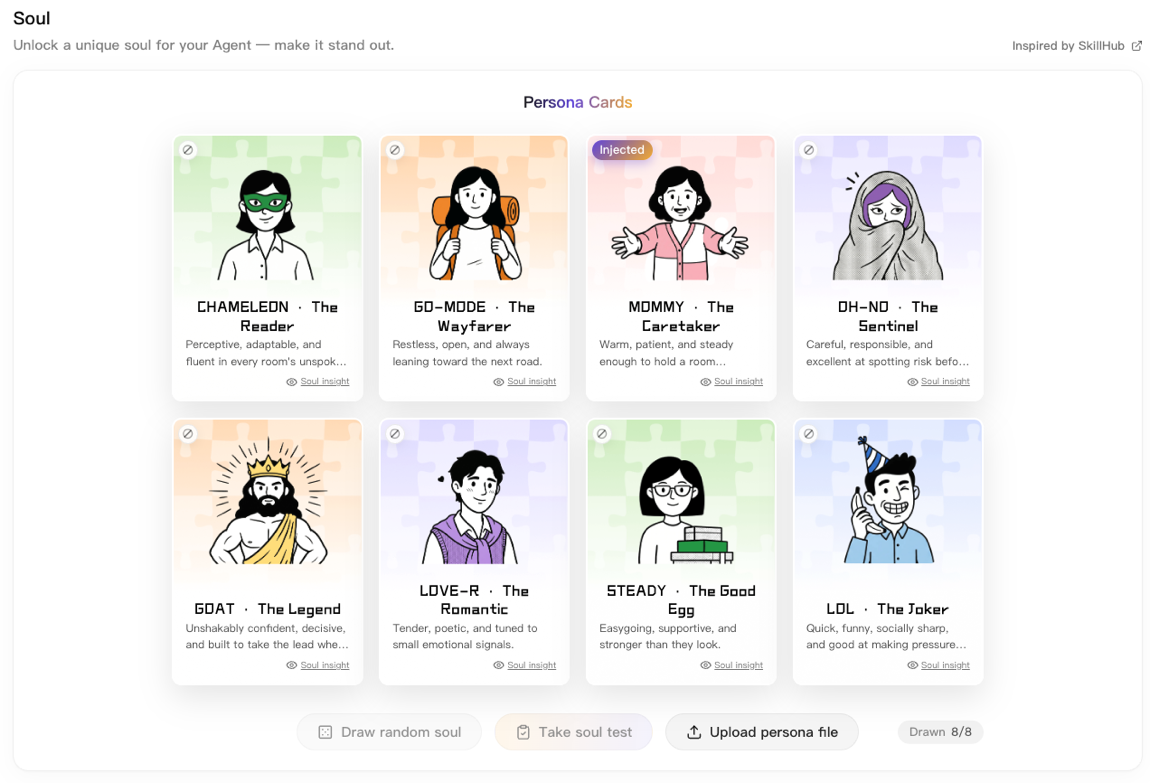 Soul
Unlock a unique soul for your Agent — make it stand out.
Inspired by SkillHub
Persona Cards
CHAMELEON · The
Reader
Perceptive, adaptable, and
fluent in every room's unspok...
Soul insight
GO-MODE · The
Wayfarer
Restless, open, and always
leaning toward the next road.
Soul insight
Injected
MOMMY · The
Caretaker
Warm, patient, and steady
enough to hold a room...
Soul insight
OH-NO · The
Sentinel
Careful, responsible, and
excellent at spotting risk befo...
Soul insight
GOAT · The Legend
Unshakably confident, decisive,
and built to take the lead whe...
Soul insight
LOVE-R · The
Romantic
Tender, poetic, and tuned to
small emotional signals.
Soul insight
STEADY · The Good
Egg
Easygoing, supportive, and
stronger than they look.
Soul insight
LOL · The Joker
Quick, funny, socially sharp,
and good at making pressure...
Soul insight
Draw random soul
Take soul test
Upload persona file
Drawn 8/8